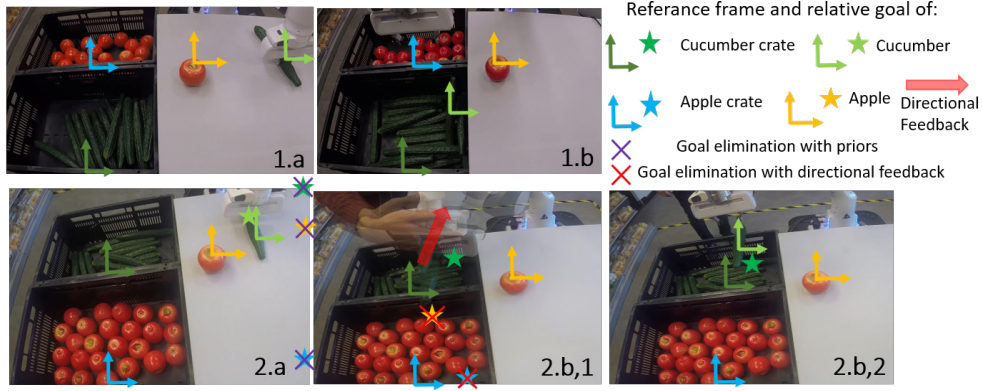 Referance frame and relative goal of:
Cucumber crate
Cucumber
Apple crate
Apple
Directional
Feedback
Goal elimination with priors
Goal elimination with directional feedback
1.a
1.b
2.a
2.b,1
2.b,2